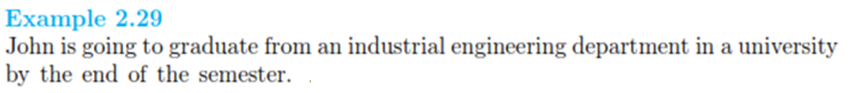 Example 2.29
John is going to graduate from an industrial engineering department in a university
by the end of the semester.